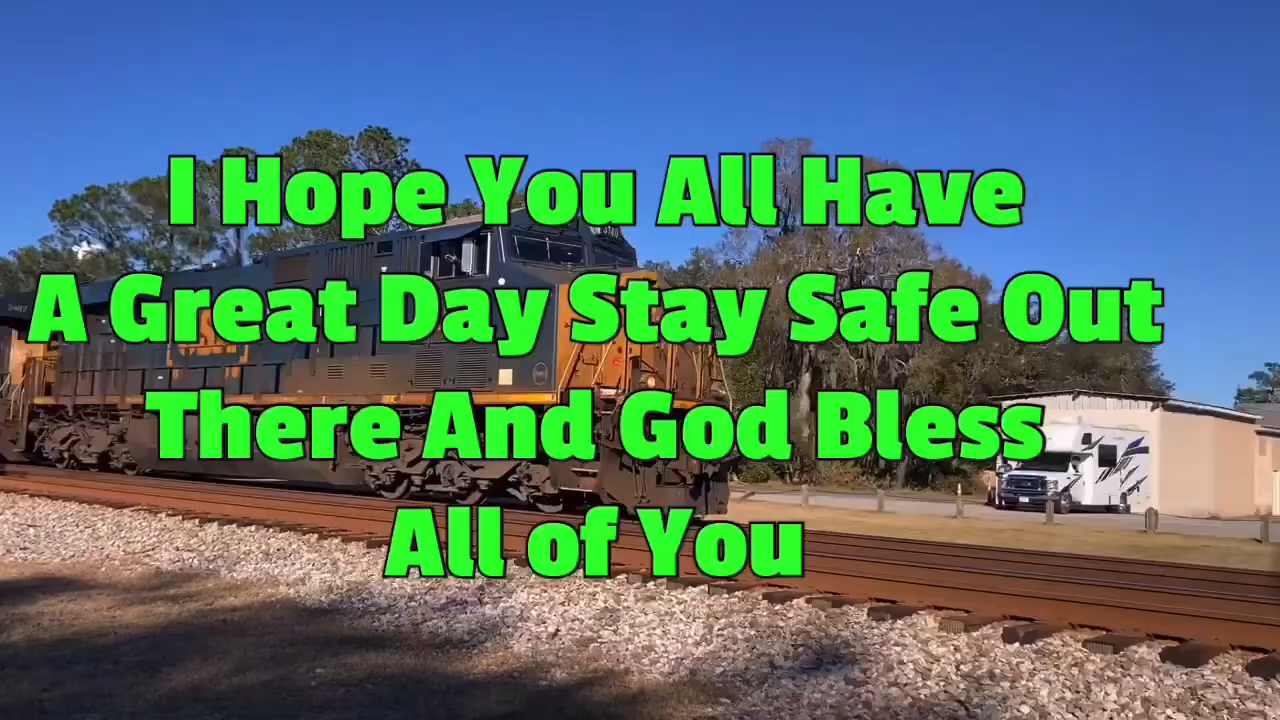 I Hope You All Have
A Great Day Stay Safe Out
There And God Bless
All of You